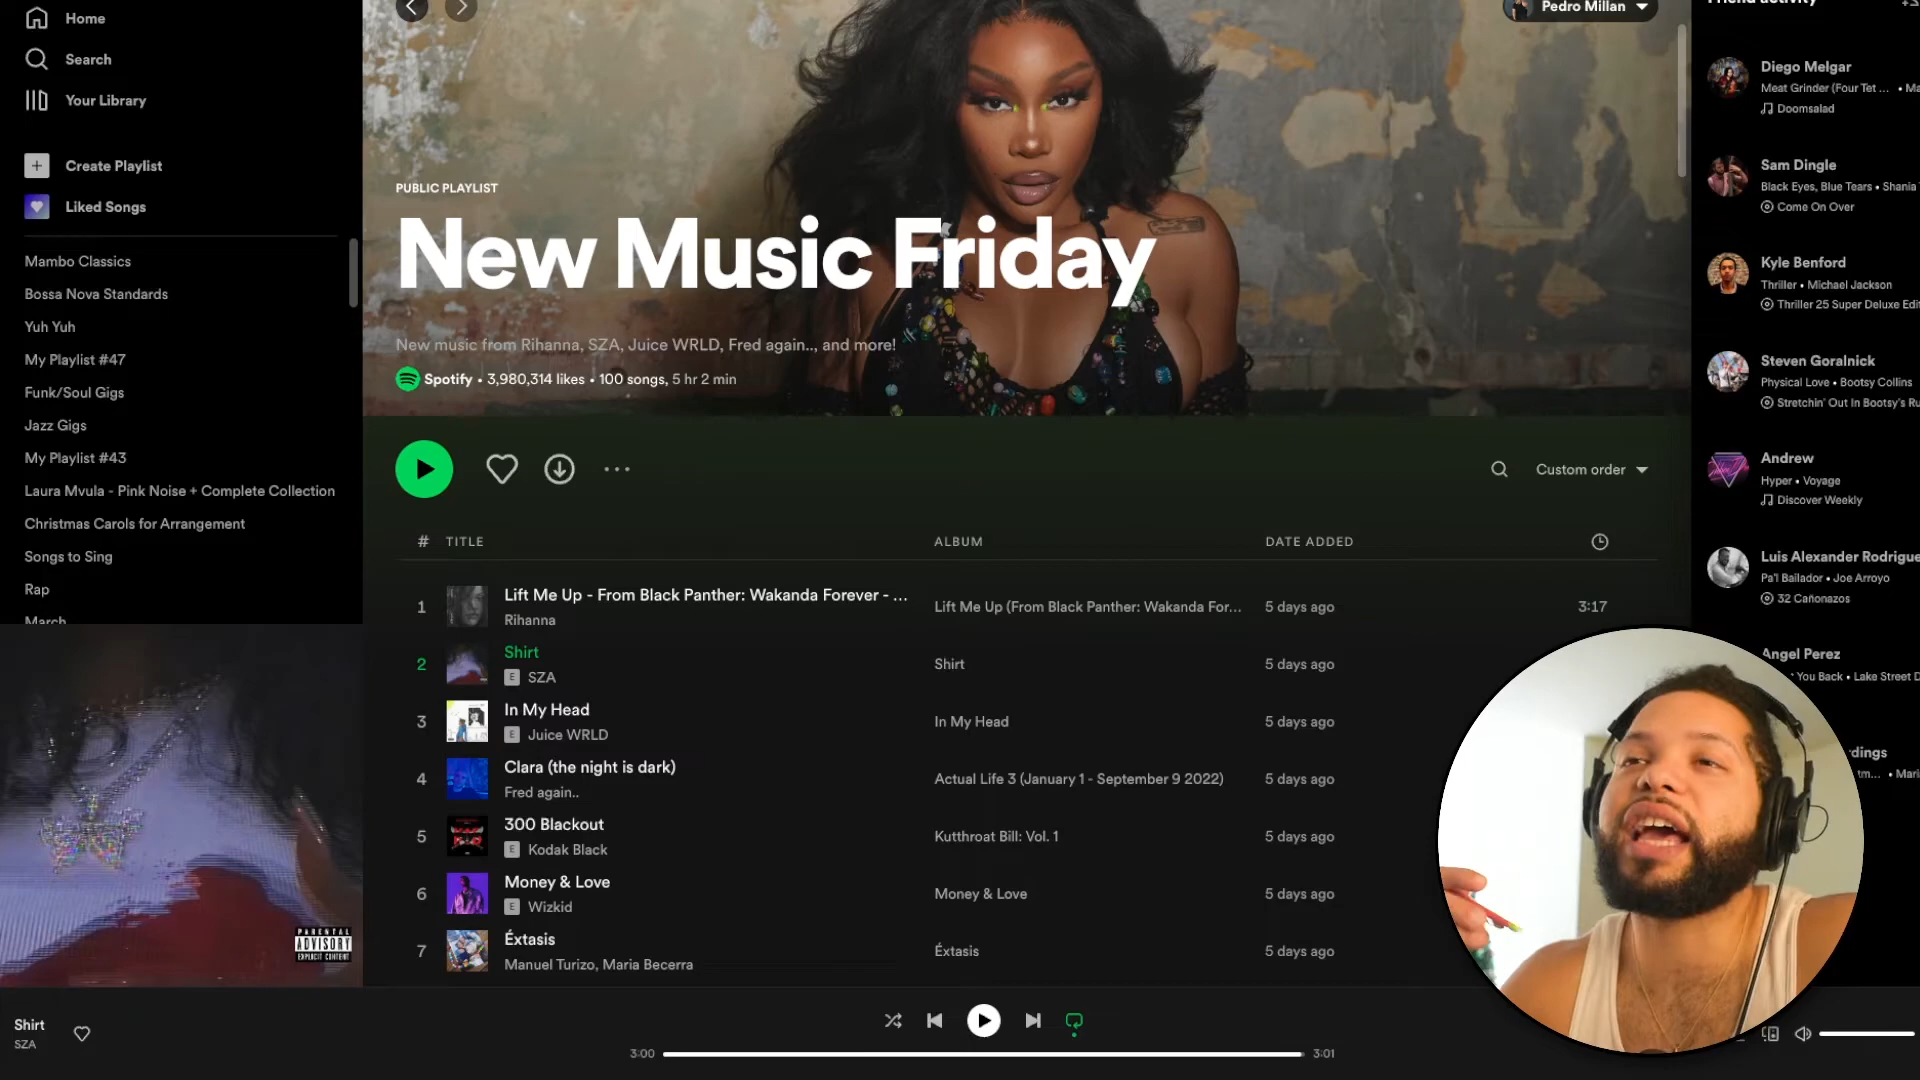 Home
Search
Your Library
Create Playlist
Liked Songs
Mambo Classics
Bossa Nova Standards
Yuh Yuh
My Playlist #47
Funk/Soul Gigs
Jazz Gigs
My Playlist #43
Laura Mvula - Pink Noise + Complete Collection
Christmas Carols for Arrangement
Songs to Sing
Rap
March
PARENTAL
ADVISORY
EXPLICIT CONTENT
Pedro Millan
PUBLIC PLAYLIST
New Music Friday
New music from Rihanna, SZA, Juice WRLD, Fred again.., and more!
Spotify • 3,980,314 likes • 100 songs, 5 hr 2 min
Custom order
# TITLE ALBUM DATE ADDED
1 Lift Me Up - From Black Panther: Wakanda Forever - ... Lift Me Up (From Black Panther: Wakanda For... 5 days ago 3:17
Rihanna
2 Shirt Shirt 5 days ago
E SZA
3 In My Head In My Head 5 days ago
E Juice WRLD
4 Clara (the night is dark) Actual Life 3 (January 1 - September 9 2022) 5 days ago
Fred again..
5 300 Blackout Kutthroat Bill: Vol. 1 5 days ago
E Kodak Black
6 Money & Love Money & Love 5 days ago
E Wizkid
7 Éxtasis Éxtasis 5 days ago
Manuel Turizo, Maria Becerra
Friend activity
Diego Melgar
Meat Grinder (Four Tet ... • Ma
Doomsalad
Sam Dingle
Black Eyes, Blue Tears • Shania
Come On Over
Kyle Benford
Thriller • Michael Jackson
Thriller 25 Super Deluxe Edi
Steven Goralnick
Physical Love • Bootsy Collins
Stretchin' Out In Bootsy's Ru
Andrew
Hyper • Voyage
Discover Weekly
Luis Alexander Rodrigue
Pa'l Bailador • Joe Arroyo
32 Cañonazos
Angel Perez
You Back • Lake Street D
dings
tm... • Mari
Shirt
SZA
3:00
3:01